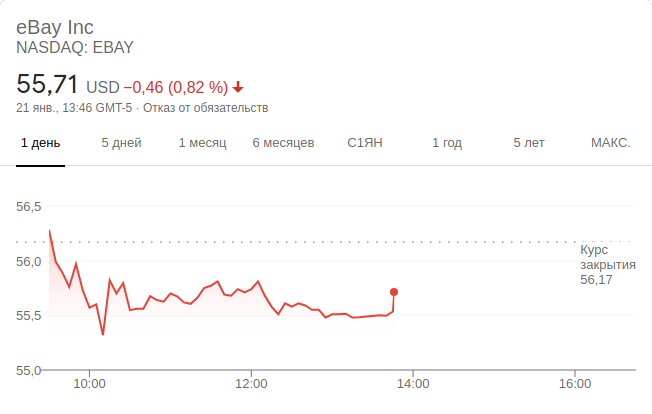 eBay Inc
NASDAQ: EBAY
55,71 USD −0,46 (0,82 %)
21 янв., 13:46 GMT-5 · Отказ от обязательств
1 день 5 дней 1 месяц 6 месяцев С1ЯН 1 год 5 лет МАКС.
56,5
56,0
55,5
55,0
Курс
закрытия
56,17
10:00 12:00 14:00 16:00